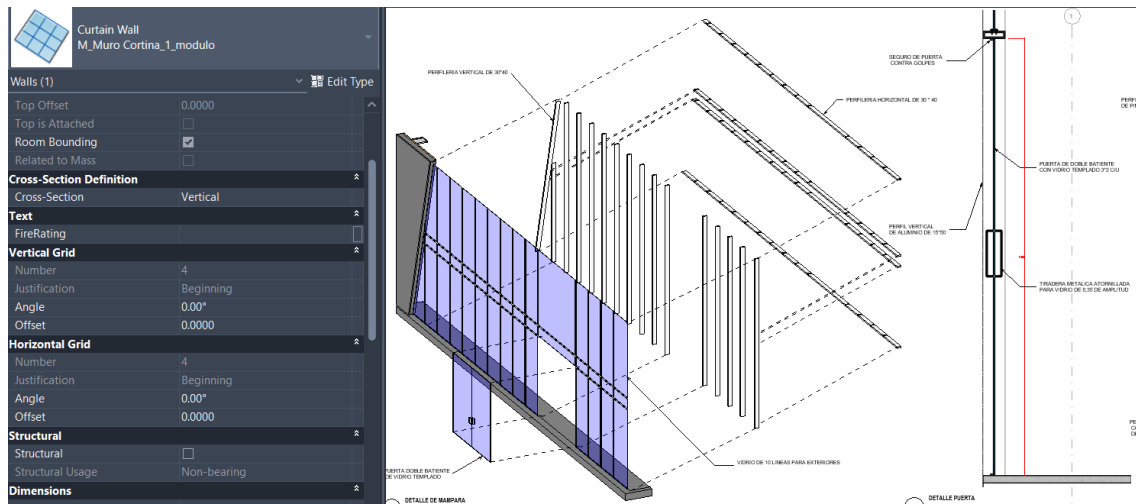 Curtain Wall
M_Muro Cortina_1_modulo
Walls (1)
Edit Type
Top Offset 0.0000
Top is Attached
Room Bounding
Related to Mass
Cross-Section Definition
Cross-Section Vertical
Text
FireRating
Vertical Grid
Number 4
Justification Beginning
Angle 0.00°
Offset 0.0000
Horizontal Grid
Number 4
Justification Beginning
Angle 0.00°
Offset 0.0000
Structural
Structural
Structural Usage Non-bearing
Dimensions
PERFILERIA VERTICAL DE 30*40
PERFILERIA HORIZONTAL DE 30 * 40
VIDRIO DE 10 LINEAS PARA EXTERIORES
PUERTA DOBLE BATIENTE
DE VIDRIO TEMPLADO
DETALLE DE MAMPARA
1
SEGURO DE PUERTA
CONTRA GOLPES
PERFI
DE PI
PUERTA DE DOBLE BATIENTE
CON VIDRIO TEMPLADO 3*2 C/U
PERFIL VERTICAL
DE ALUMINIO DE 15*50
TIRADERA METALICA ATORNILLADA
PARA VIDRIO DE 0.35 DE AMPLITUD
DETALLE PUERTA